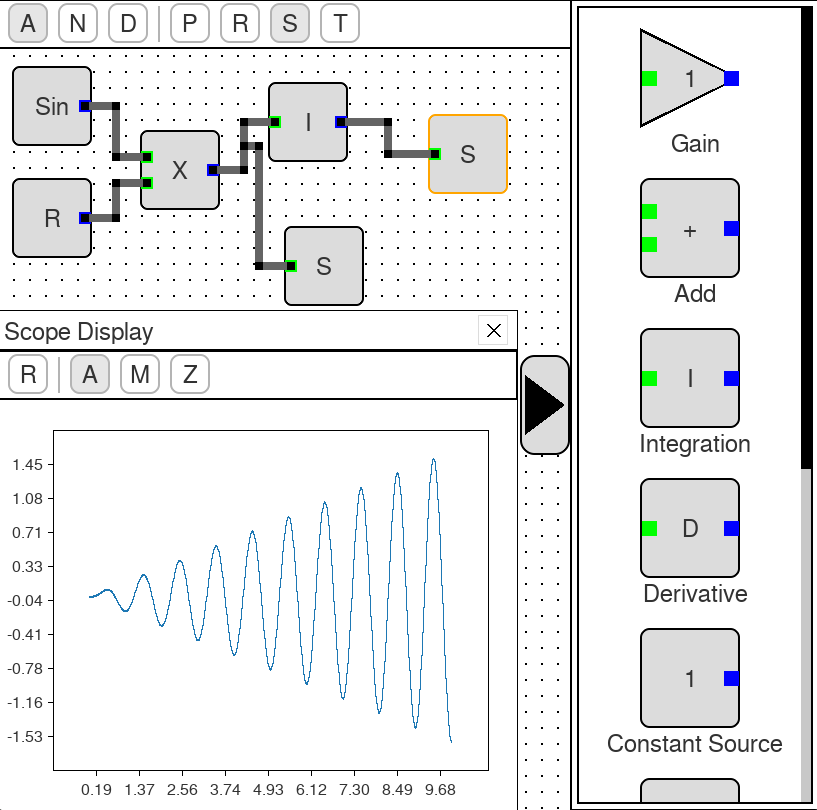 A N D P R S T
Sin
R
X
I
S
S
Scope Display
R A M Z
1.45
1.08
0.71
0.33
-0.04
-0.41
-0.78
-1.16
-1.53
0.19 1.37 2.56 3.74 4.93 6.12 7.30 8.49 9.68
1
Gain
+
Add
I
Integration
D
Derivative
1
Constant Source